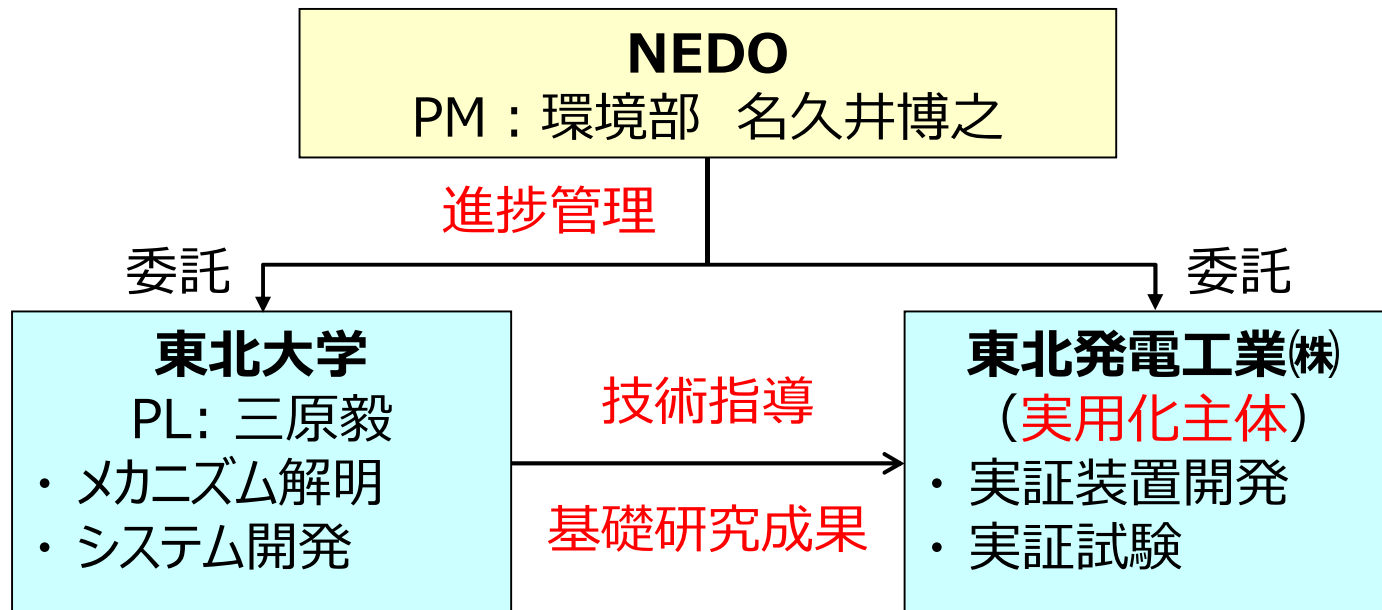 NEDO
PM：環境部　名久井博之
進捗管理
委託
委託
東北大学
PL: 三原毅
・ メカニズム解明
・ システム開発
技術指導
基礎研究成果
東北発電工業㈱
（実用化主体）
・ 実証装置開発
・ 実証試験